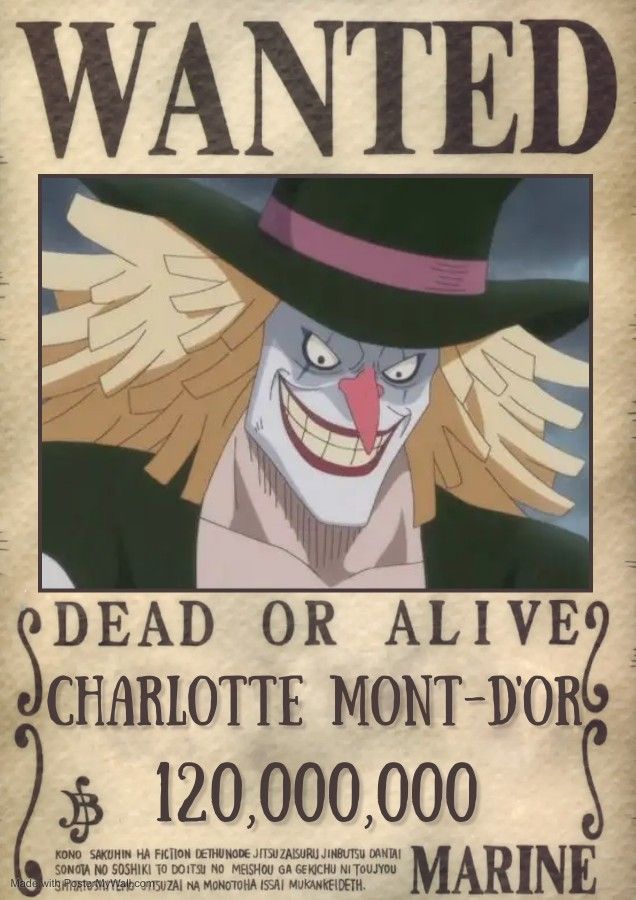 WANTED
DEAD OR ALIVE
CHARLOTTE MONT-D'OR
120,000,000
KONO SAKUHIN HA FICTION DETHUNODE JITSUZAISURU JINBUTSU DANTAI
SONOTA NO SOSHIKI TO DOITSU NO MEISHOU GA GEKICHU NI TOUJYOU
NA MONOTOHA ISSAI MUKANKEIDETH.
MARINE
Made with PosterMyWall.com